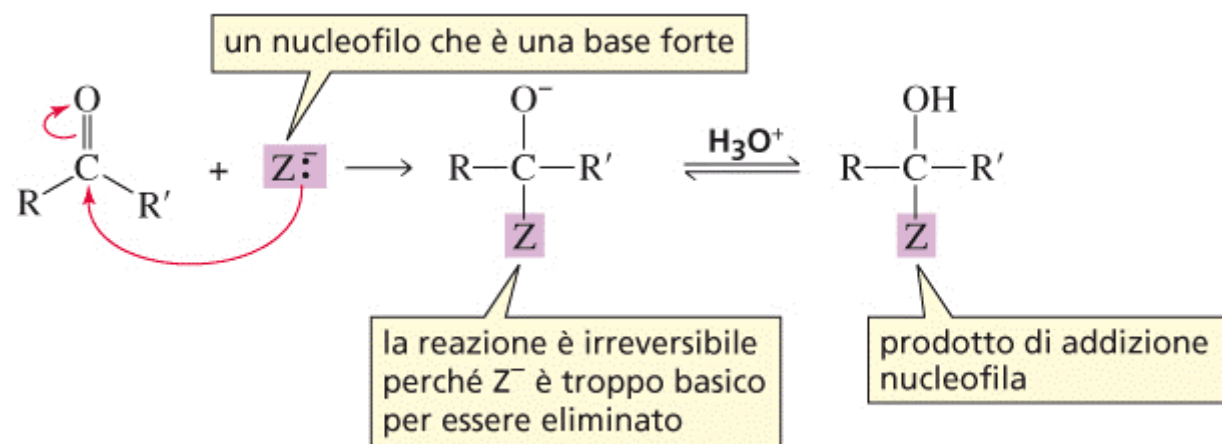 un nucleofilo che è una base forte
O
C
R R′
+
Z:⁻
O⁻
R—C—R′
Z
H₃O⁺
OH
R—C—R′
Z
la reazione è irreversibile
perché Z⁻ è troppo basico
per essere eliminato
prodotto di addizione
nucleofila